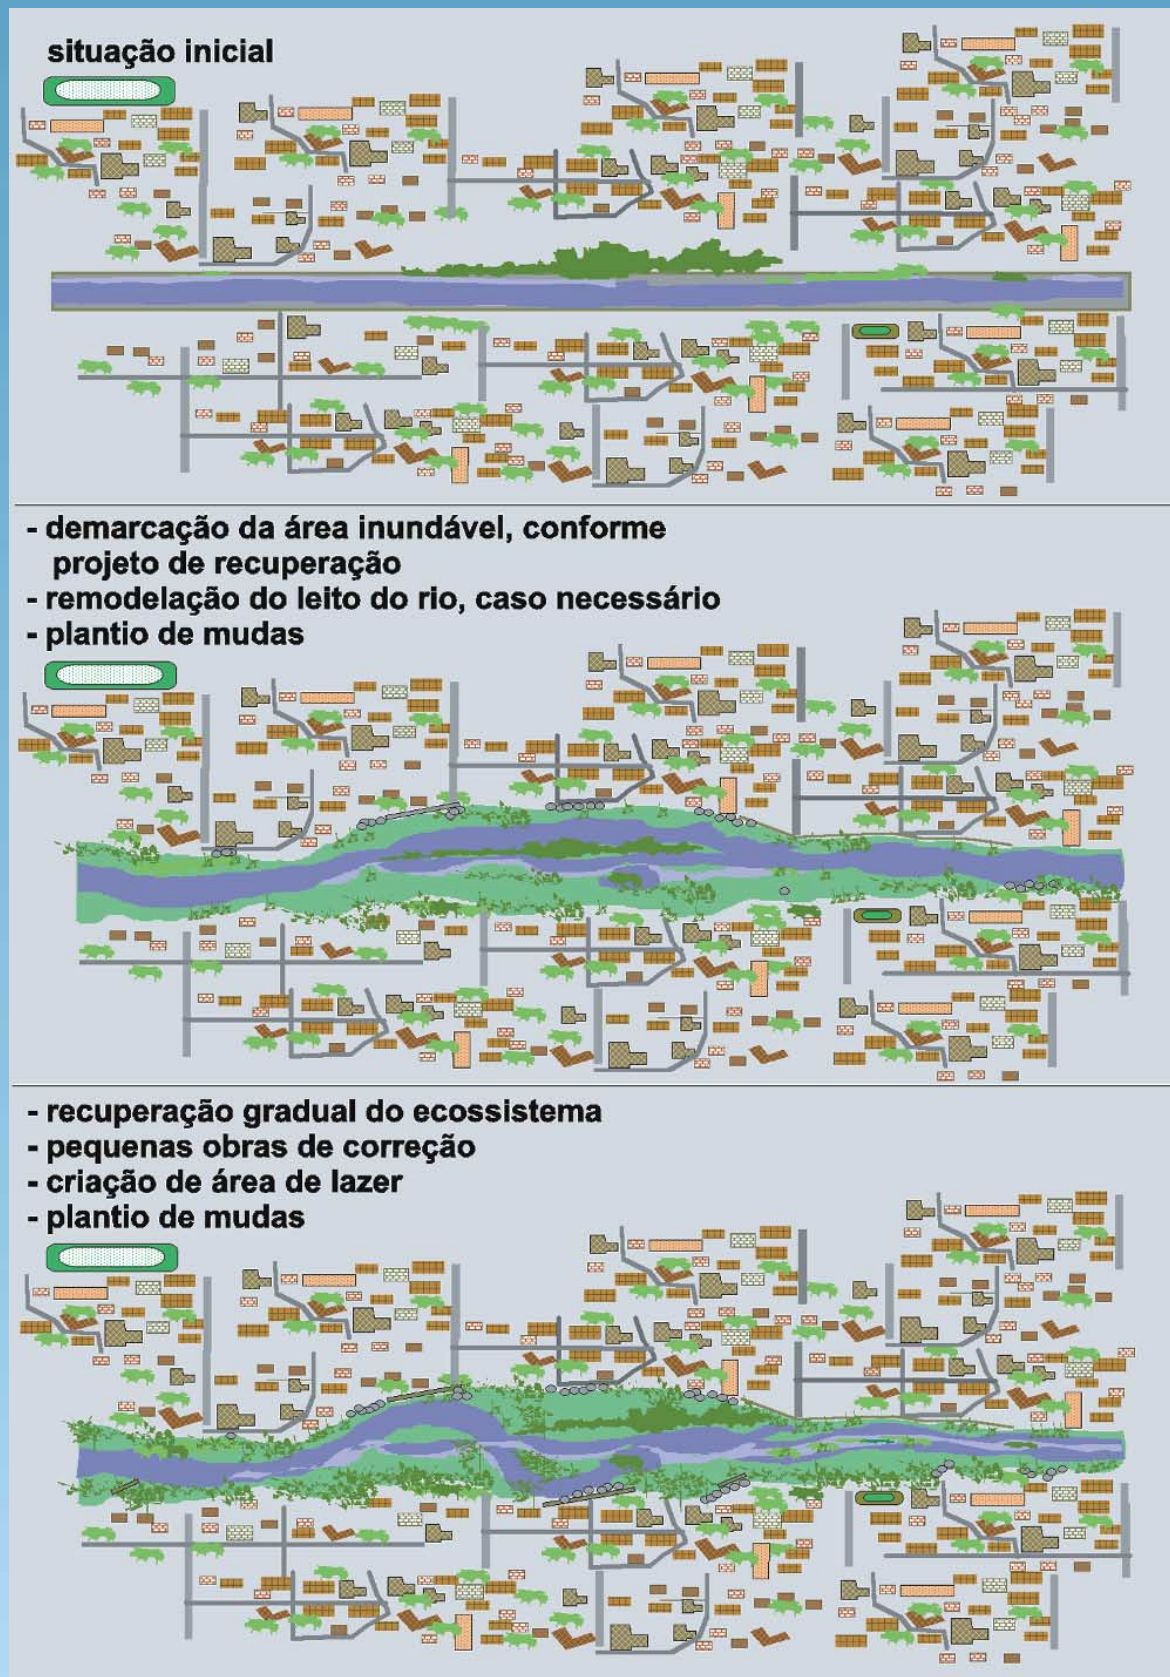 situação inicial
- demarcação da área inundável, conforme
projeto de recuperação
- remodelação do leito do rio, caso necessário
- plantio de mudas
- recuperação gradual do ecossistema
- pequenas obras de correção
- criação de área de lazer
- plantio de mudas